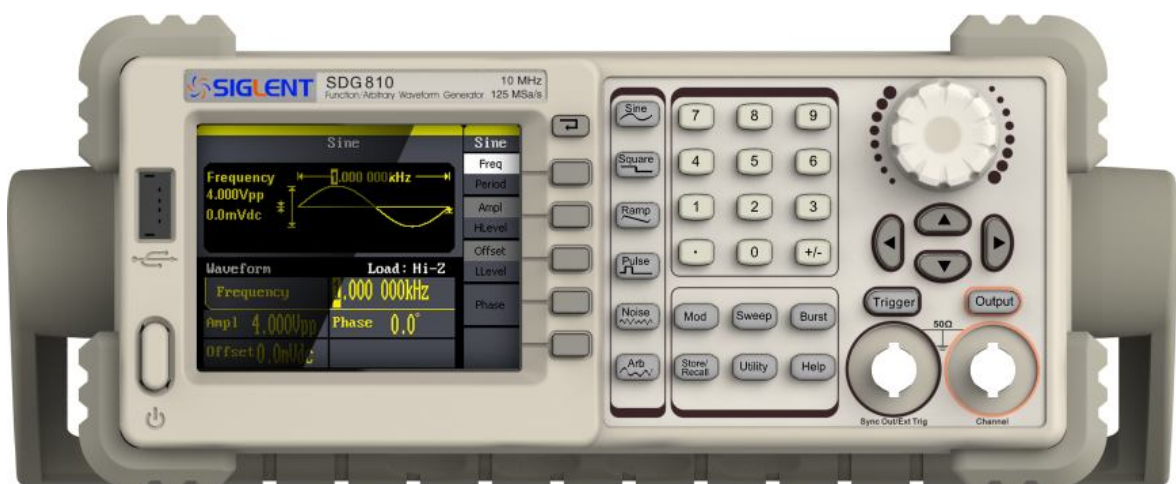 SIGLENT
SDG 810
10 MHz
Function/Arbitrary Waveform Generator
125 MSa/s
Sine
Frequency
1.000 000kHz
4.000Vpp
0.0mVdc
Waveform
Load: Hi-Z
Frequency
1.000 000kHz
Ampl 4.000Vpp
Phase 0.0°
Offset 0.0mVdc
Sine
Freq
Period
Ampl
HLevel
Offset
LLevel
Phase
Sine
Square
Ramp
Pulse
Noise
Arb
7 8 9
4 5 6
1 2 3
. 0 +/-
Mod Sweep Burst
Store/
Recall
Utility Help
Trigger
Output
50Ω
Sync Out/Ext Trig
Channel